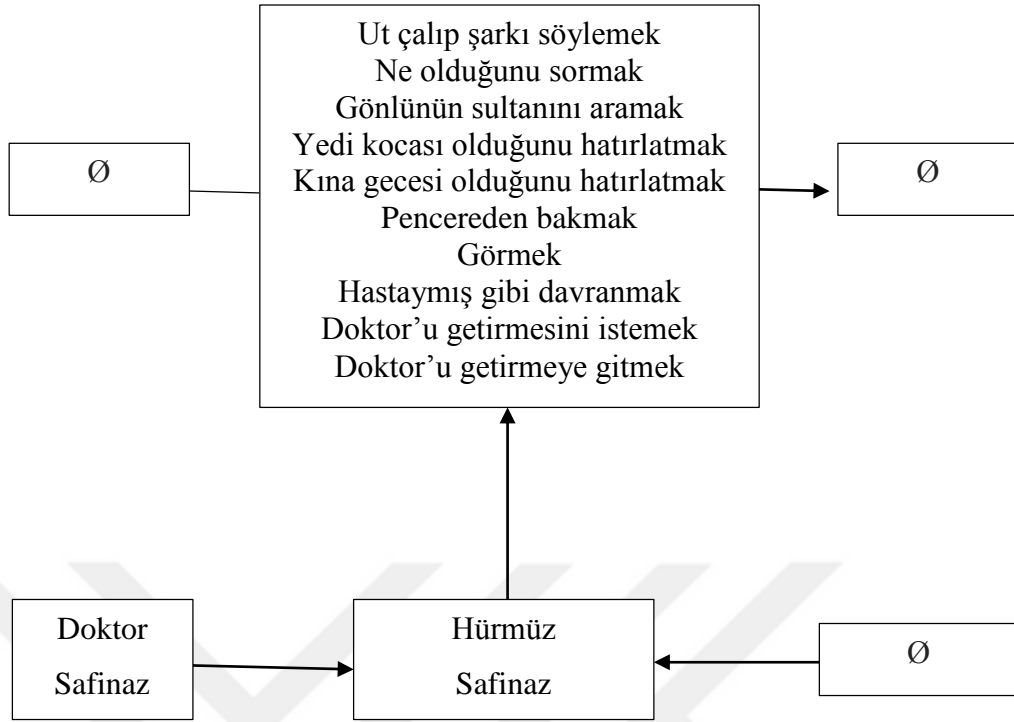 Ut çalıp şarkı söylemek
Ne olduğunu sormak
Gönlünün sultanını aramak
Yedi kocası olduğunu hatırlatmak
Kına gecesi olduğunu hatırlatmak
Pencereden bakmak
Görmek
Hastaymış gibi davranmak
Doktor’u getirmesini istemek
Doktor’u getirmeye gitmek
Ø
Ø
Doktor
Safinaz
Hürmüz
Safinaz
Ø